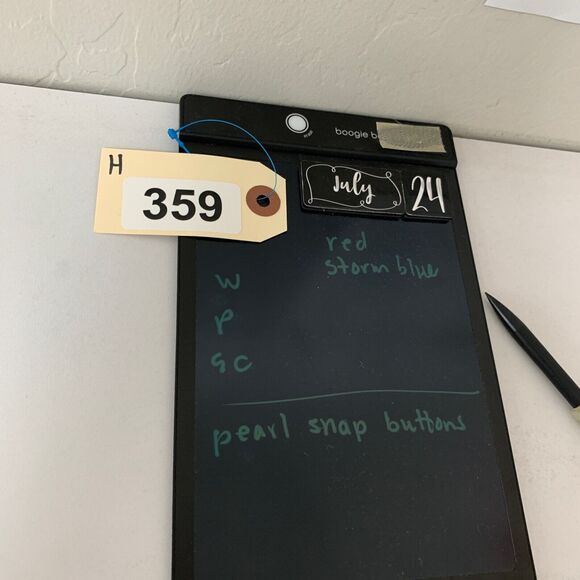 boogie b
H
359
July 24
red
storm blue
W
P
SC
pearl snap buttons